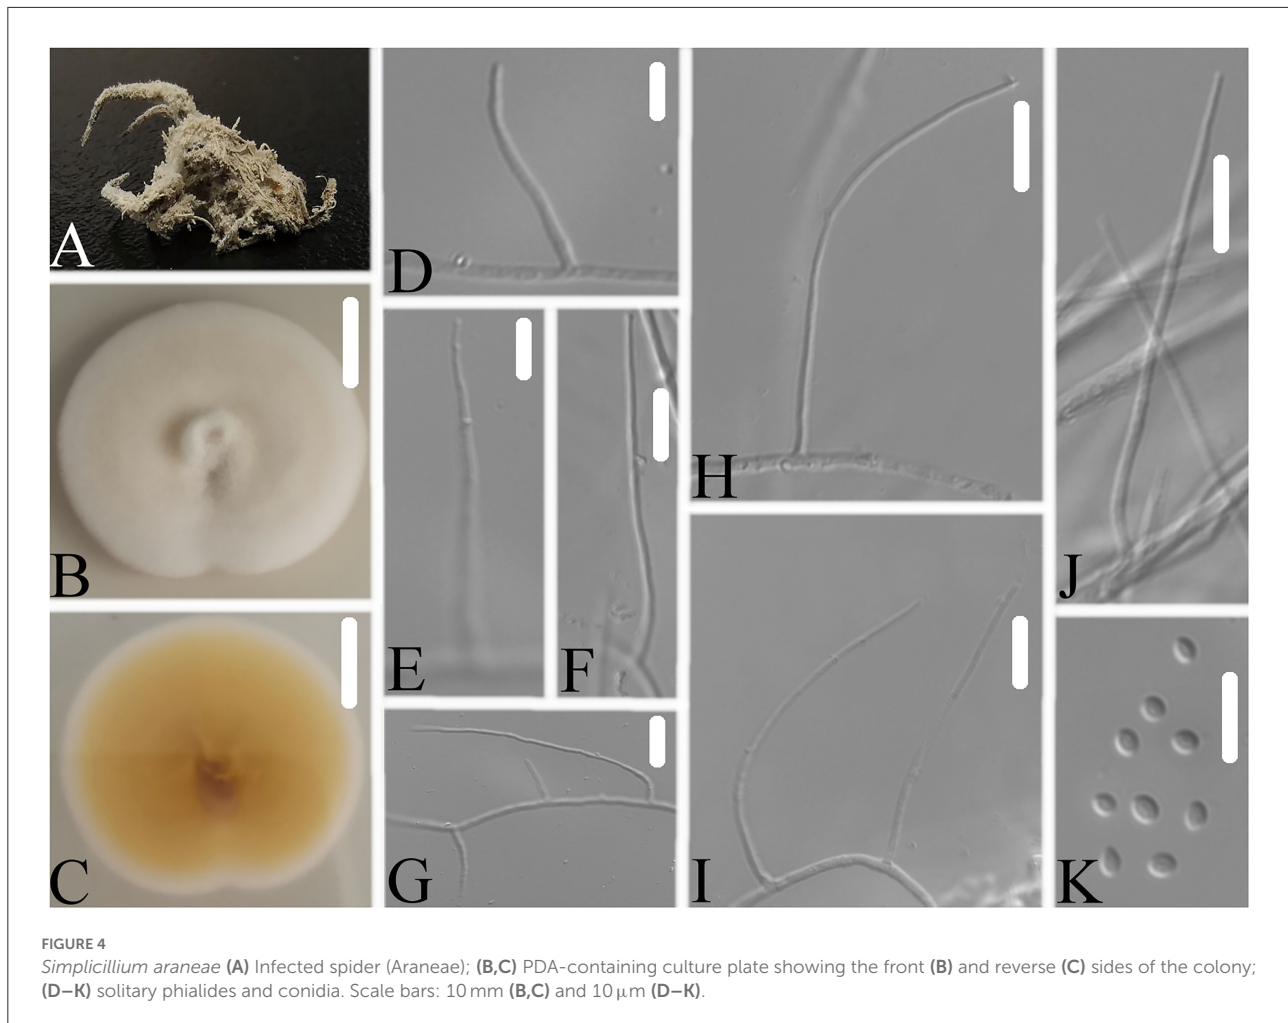 A
B
C
D
E
F
G
H
I
J
K
FIGURE 4
Simplicillium araneae (A) Infected spider (Araneae); (B,C) PDA-containing culture plate showing the front (B) and reverse (C) sides of the colony;
(D–K) solitary phialides and conidia. Scale bars: 10 mm (B,C) and 10 μm (D–K).